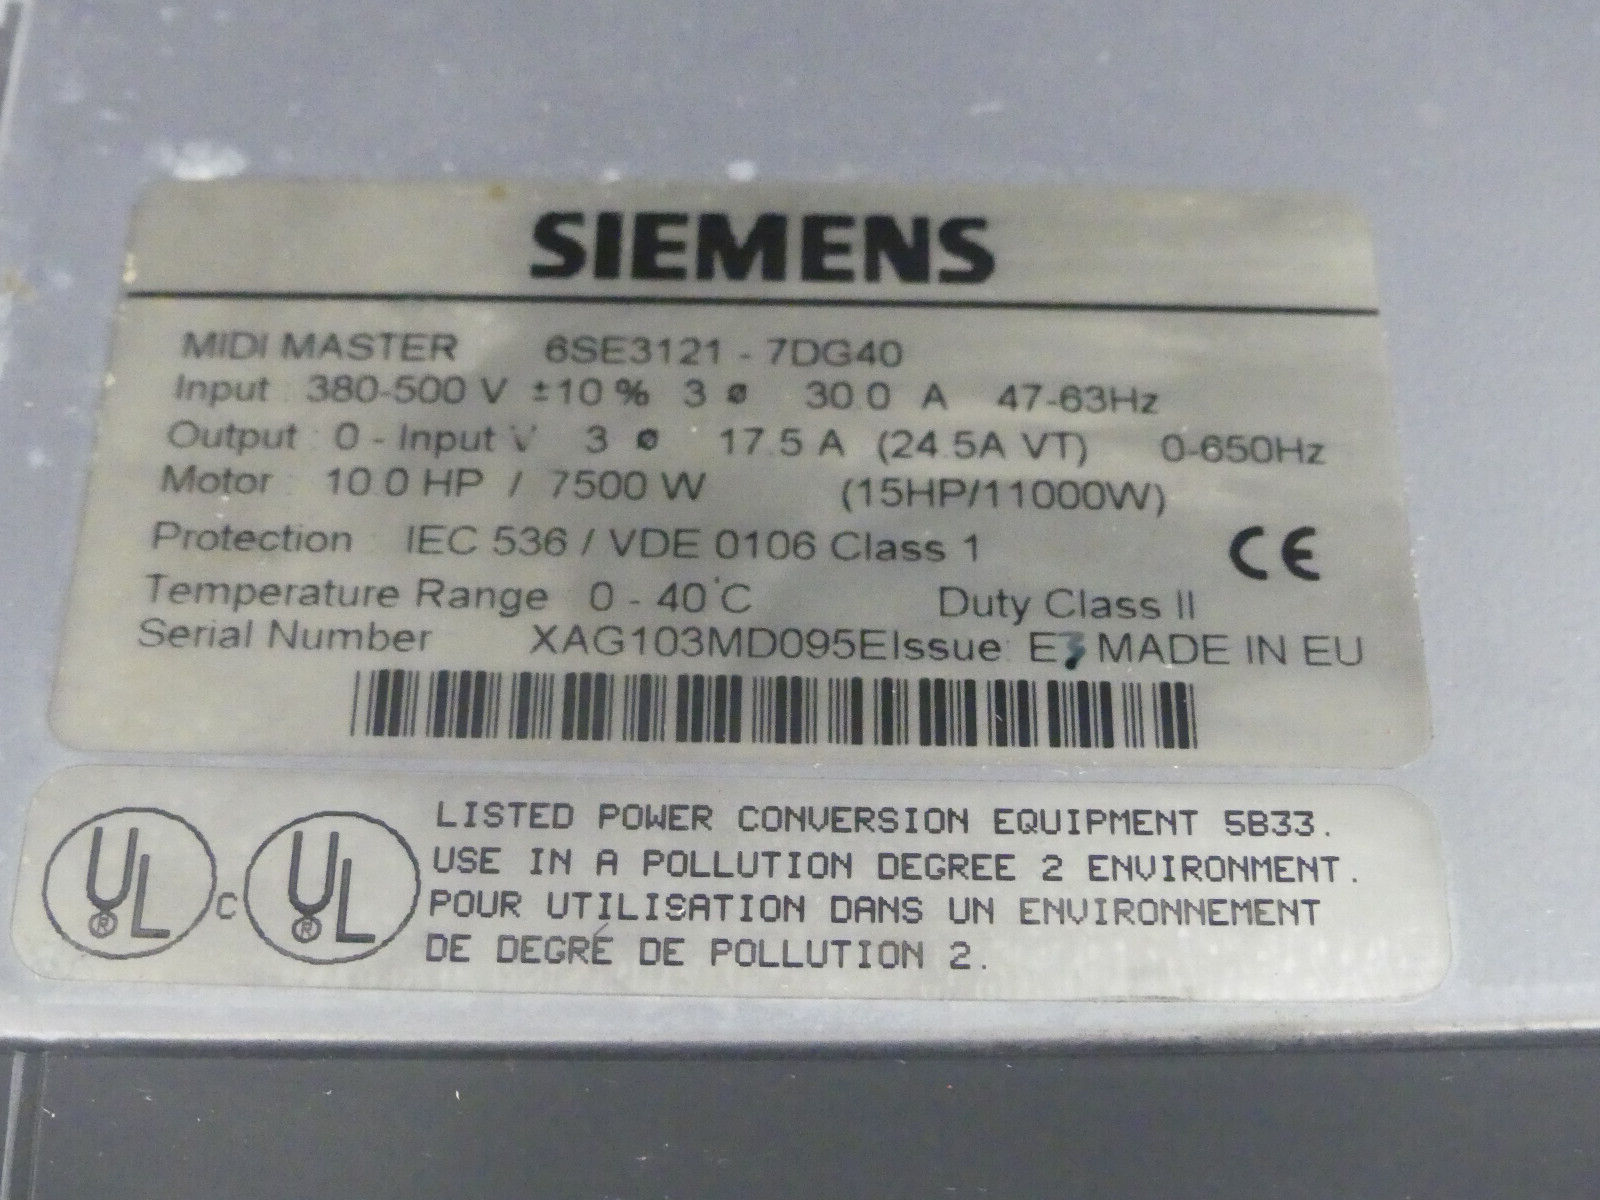 SIEMENS
MIDI MASTER 6SE3121 - 7DG40
Input : 380-500 V ±10 % 3 ø 30.0 A 47-63Hz
Output : 0 - Input V 3 ø 17.5 A (24.5A VT) 0-650Hz
Motor : 10.0 HP / 7500 W (15HP/11000W)
Protection : IEC 536 / VDE 0106 Class 1 CE
Temperature Range : 0 - 40°C Duty Class II
Serial Number XAG103MD095EIssue: E3 MADE IN EU
UL® c UL®
LISTED POWER CONVERSION EQUIPMENT 5B33.
USE IN A POLLUTION DEGREE 2 ENVIRONMENT.
POUR UTILISATION DANS UN ENVIRONNEMENT
DE DEGRÉ DE POLLUTION 2.